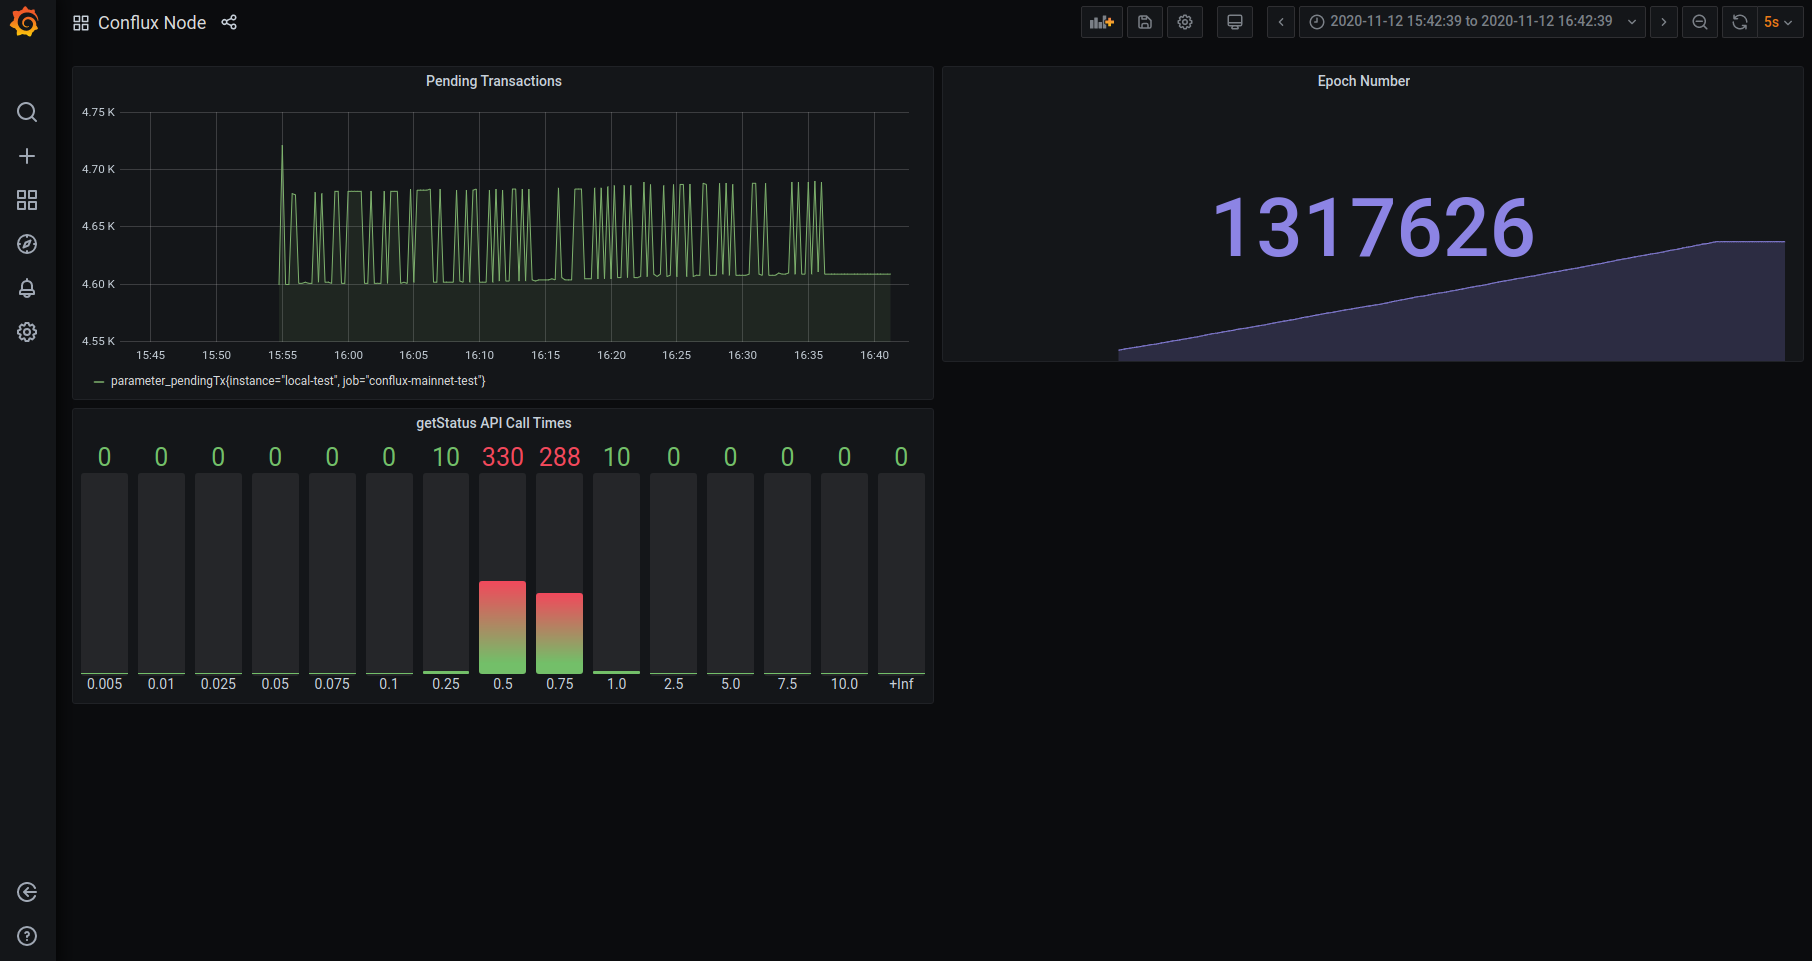 Conflux Node
2020-11-12 15:42:39 to 2020-11-12 16:42:39
5s
Pending Transactions
4.75 K
4.70 K
4.65 K
4.60 K
4.55 K
15:45 15:50 15:55 16:00 16:05 16:10 16:15 16:20 16:25 16:30 16:35 16:40
parameter_pendingTx{instance="local-test", job="conflux-mainnet-test"}
Epoch Number
1317626
getStatus API Call Times
0 0 0 0 0 0 10 330 288 10 0 0 0 0 0
0.005 0.01 0.025 0.05 0.075 0.1 0.25 0.5 0.75 1.0 2.5 5.0 7.5 10.0 +Inf